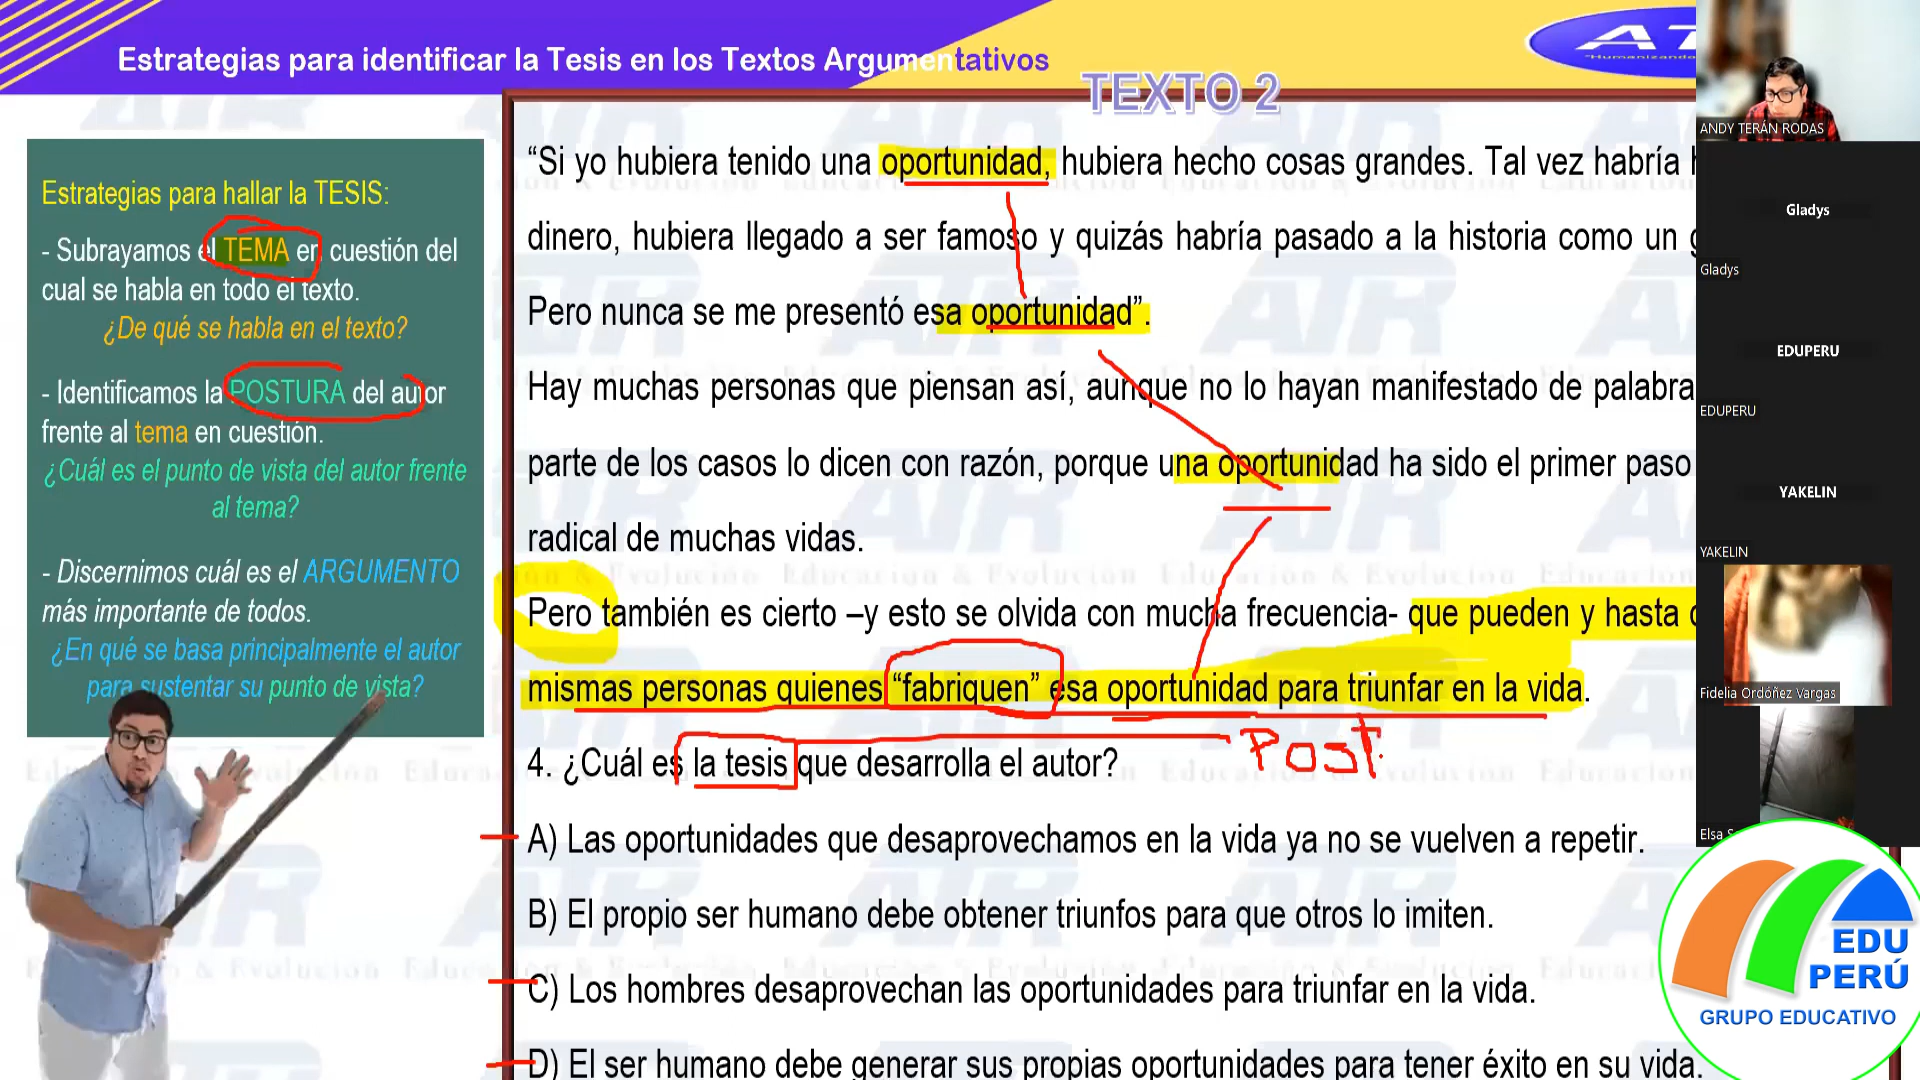 Estrategias para identificar la Tesis en los Textos Argumentativos
TEXTO 2
Estrategias para hallar la TESIS:
- Subrayamos el TEMA en cuestión del
cual se habla en todo el texto.
¿De qué se habla en el texto?
- Identificamos la POSTURA del autor
frente al tema en cuestión.
¿Cuál es el punto de vista del autor frente
al tema?
- Discernimos cuál es el ARGUMENTO
más importante de todos.
¿En qué se basa principalmente el autor
para sustentar su punto de vista?
“Si yo hubiera tenido una oportunidad, hubiera hecho cosas grandes. Tal vez habría
dinero, hubiera llegado a ser famoso y quizás habría pasado a la historia como un
Pero nunca se me presentó esa oportunidad”.
Hay muchas personas que piensan así, aunque no lo hayan manifestado de palabra
parte de los casos lo dicen con razón, porque una oportunidad ha sido el primer paso
radical de muchas vidas.
Pero también es cierto –y esto se olvida con mucha frecuencia- que pueden y hasta
mismas personas quienes “fabriquen” esa oportunidad para triunfar en la vida.
Post.
4. ¿Cuál es la tesis que desarrolla el autor?
A) Las oportunidades que desaprovechamos en la vida ya no se vuelven a repetir.
B) El propio ser humano debe obtener triunfos para que otros lo imiten.
C) Los hombres desaprovechan las oportunidades para triunfar en la vida.
D) El ser humano debe generar sus propias oportunidades para tener éxito en su vida.
ANDY TERÁN RODAS
Gladys
Gladys
EDUPERU
EDUPERU
YAKELIN
YAKELIN
Fidelia Ordóñez Vargas
Elsa
EDU
PERÚ
GRUPO EDUCATIVO